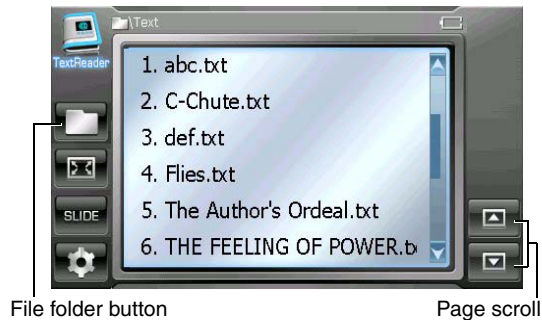 \Text
TextReader
1. abc.txt
2. C-Chute.txt
3. def.txt
4. Flies.txt
5. The Author's Ordeal.txt
6. THE FEELING OF POWER.t
SLIDE
File folder button
Page scroll